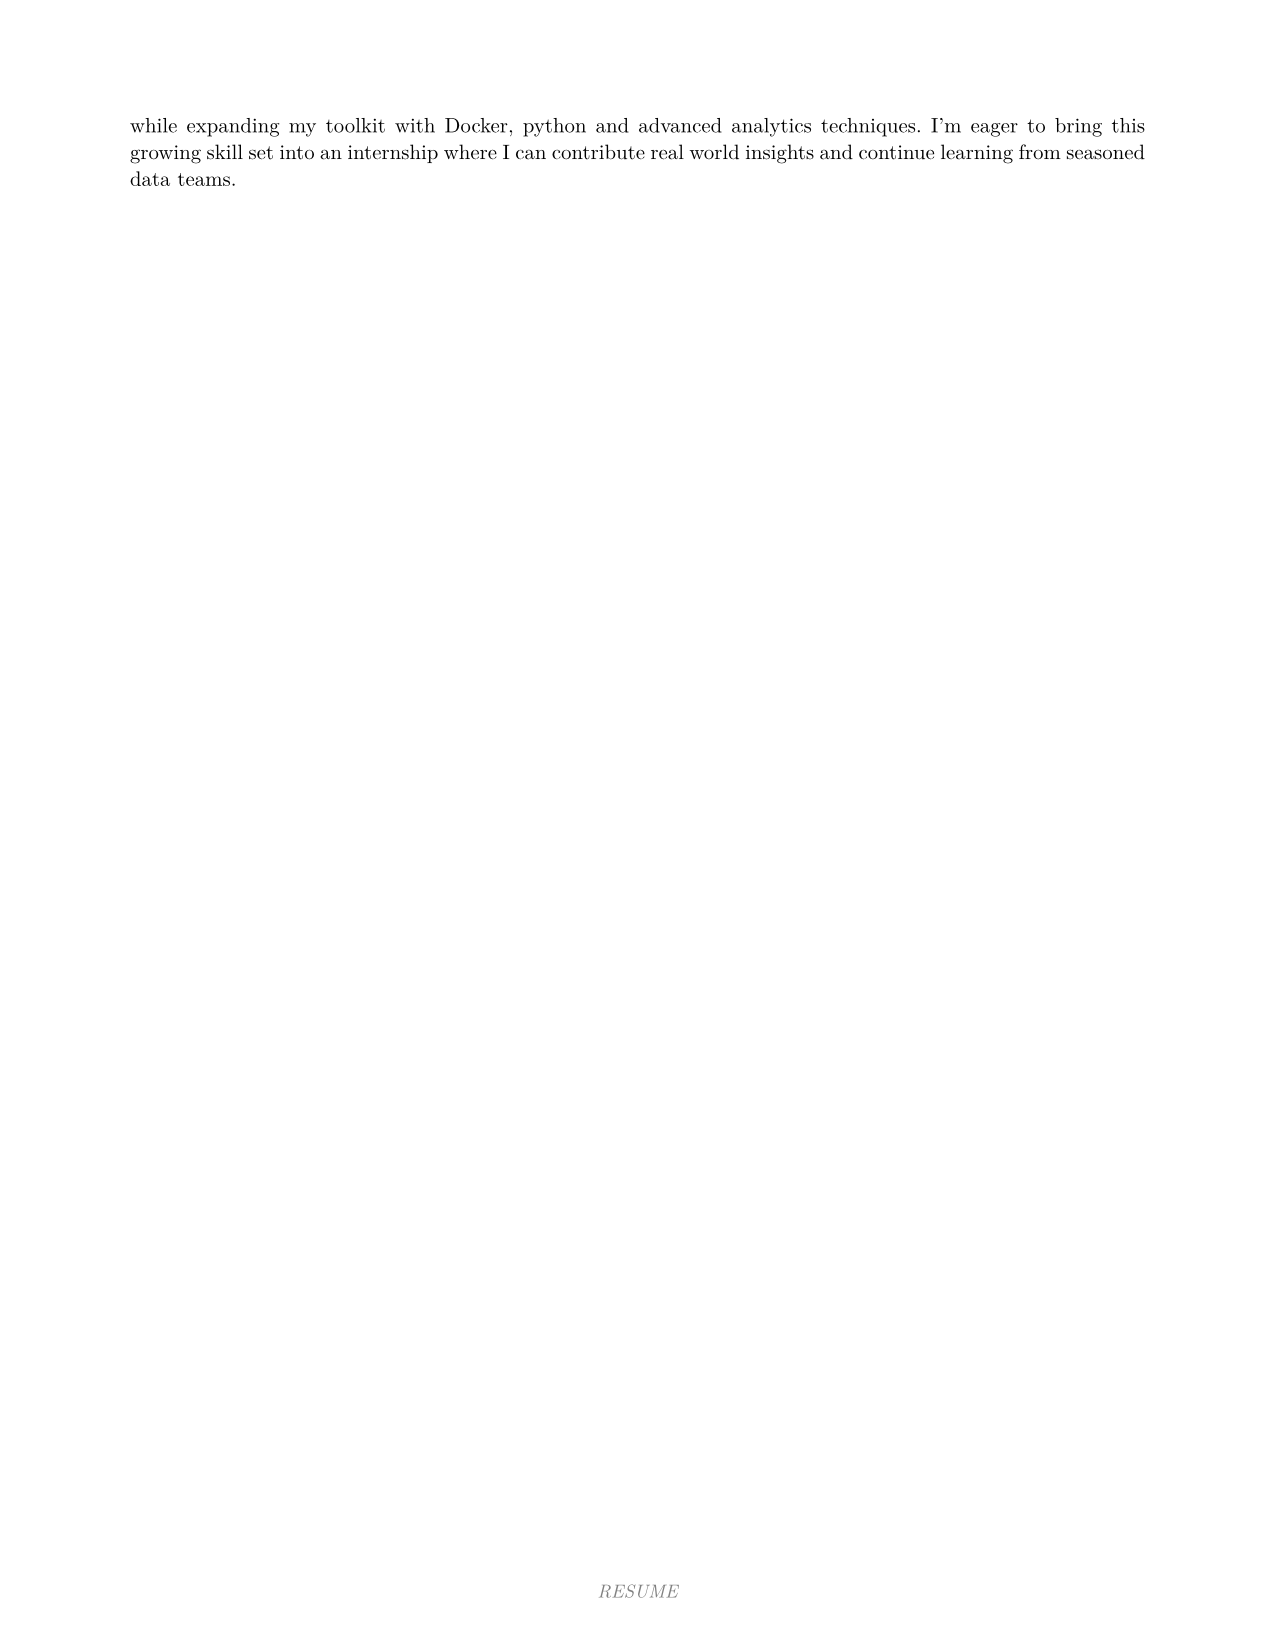 while expanding my toolkit with Docker, python and advanced analytics techniques. I'm eager to bring this
growing skill set into an internship where I can contribute real world insights and continue learning from seasoned
data teams.
RESUME